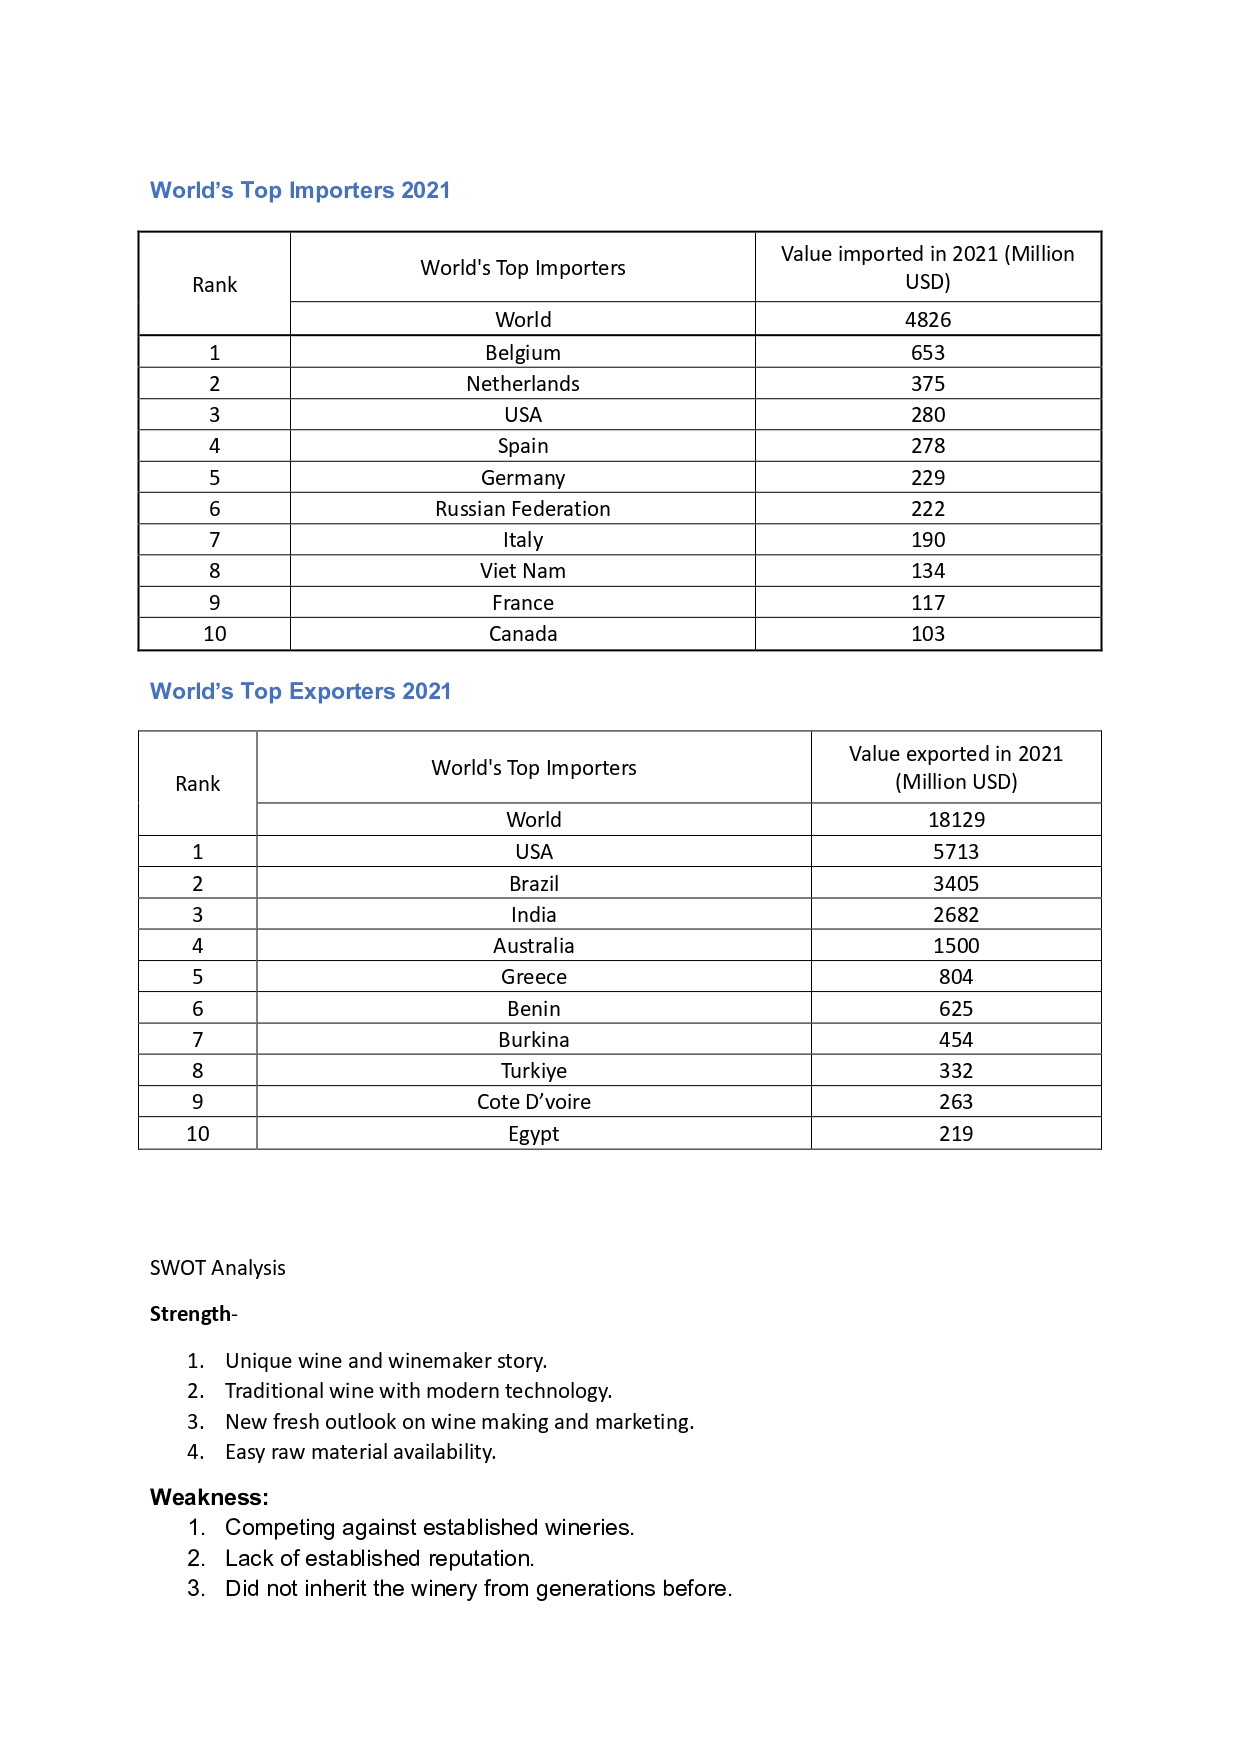 World’s Top Importers 2021
Rank World's Top Importers Value imported in 2021 (Million
USD)
World 4826
1 Belgium 653
2 Netherlands 375
3 USA 280
4 Spain 278
5 Germany 229
6 Russian Federation 222
7 Italy 190
8 Viet Nam 134
9 France 117
10 Canada 103
World’s Top Exporters 2021
Rank World's Top Importers Value exported in 2021
(Million USD)
World 18129
1 USA 5713
2 Brazil 3405
3 India 2682
4 Australia 1500
5 Greece 804
6 Benin 625
7 Burkina 454
8 Turkiye 332
9 Cote D’voire 263
10 Egypt 219
SWOT Analysis
Strength-
1. Unique wine and winemaker story.
2. Traditional wine with modern technology.
3. New fresh outlook on wine making and marketing.
4. Easy raw material availability.
Weakness:
1. Competing against established wineries.
2. Lack of established reputation.
3. Did not inherit the winery from generations before.